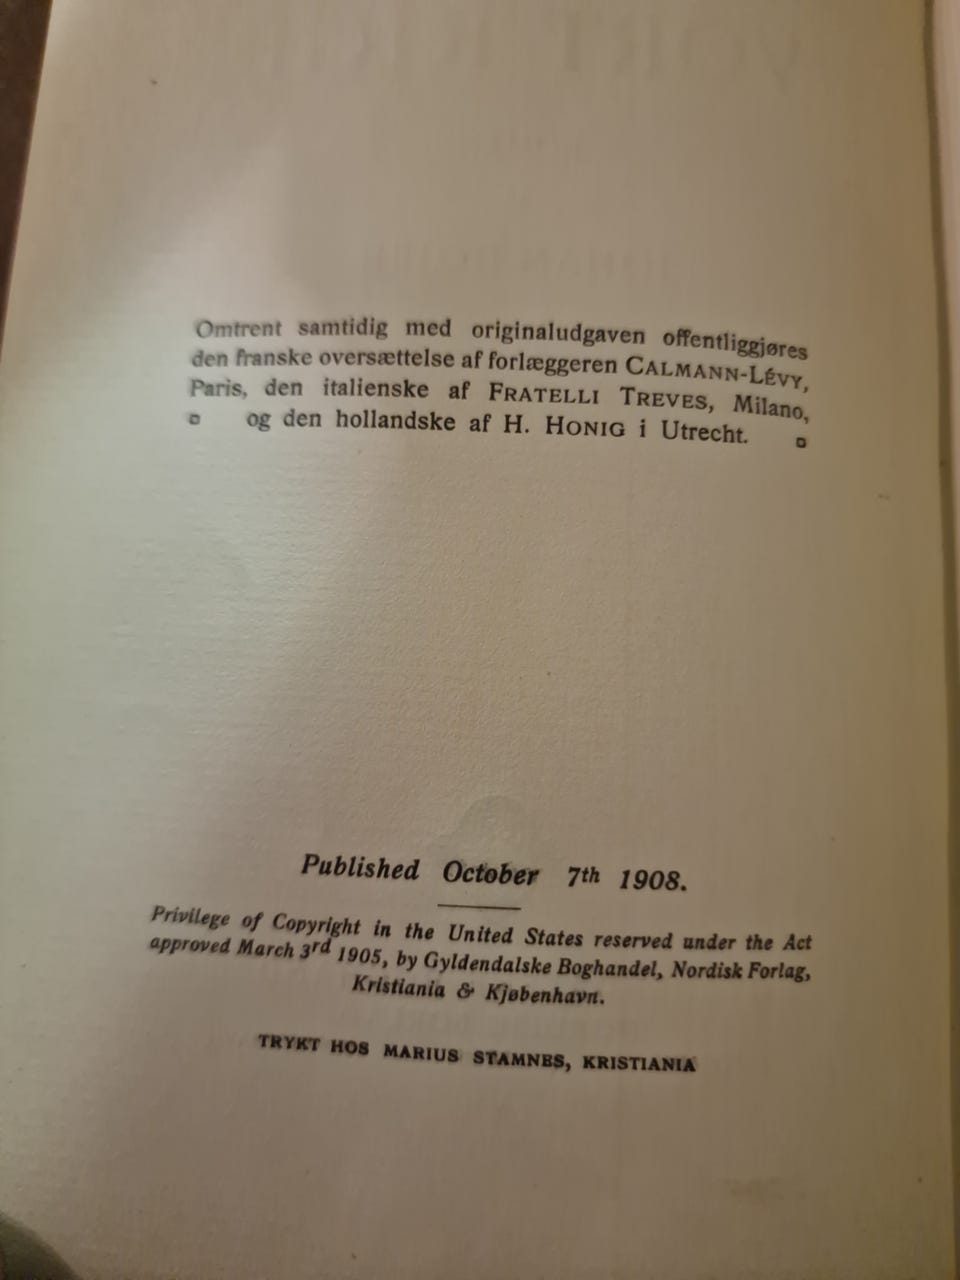 Omtrent samtidig med originaludgaven offentliggjøres
den franske oversættelse af forlæggeren CALMANN-LÉVY,
Paris, den italienske af FRATELLI TREVES, Milano,
og den hollandske af H. HONIG i Utrecht.
Published October 7th 1908.
Privilege of Copyright in the United States reserved under the Act
approved March 3rd 1905, by Gyldendalske Boghandel, Nordisk Forlag,
Kristiania & Kjøbenhavn.
TRYKT HOS MARIUS STAMNES, KRISTIANIA